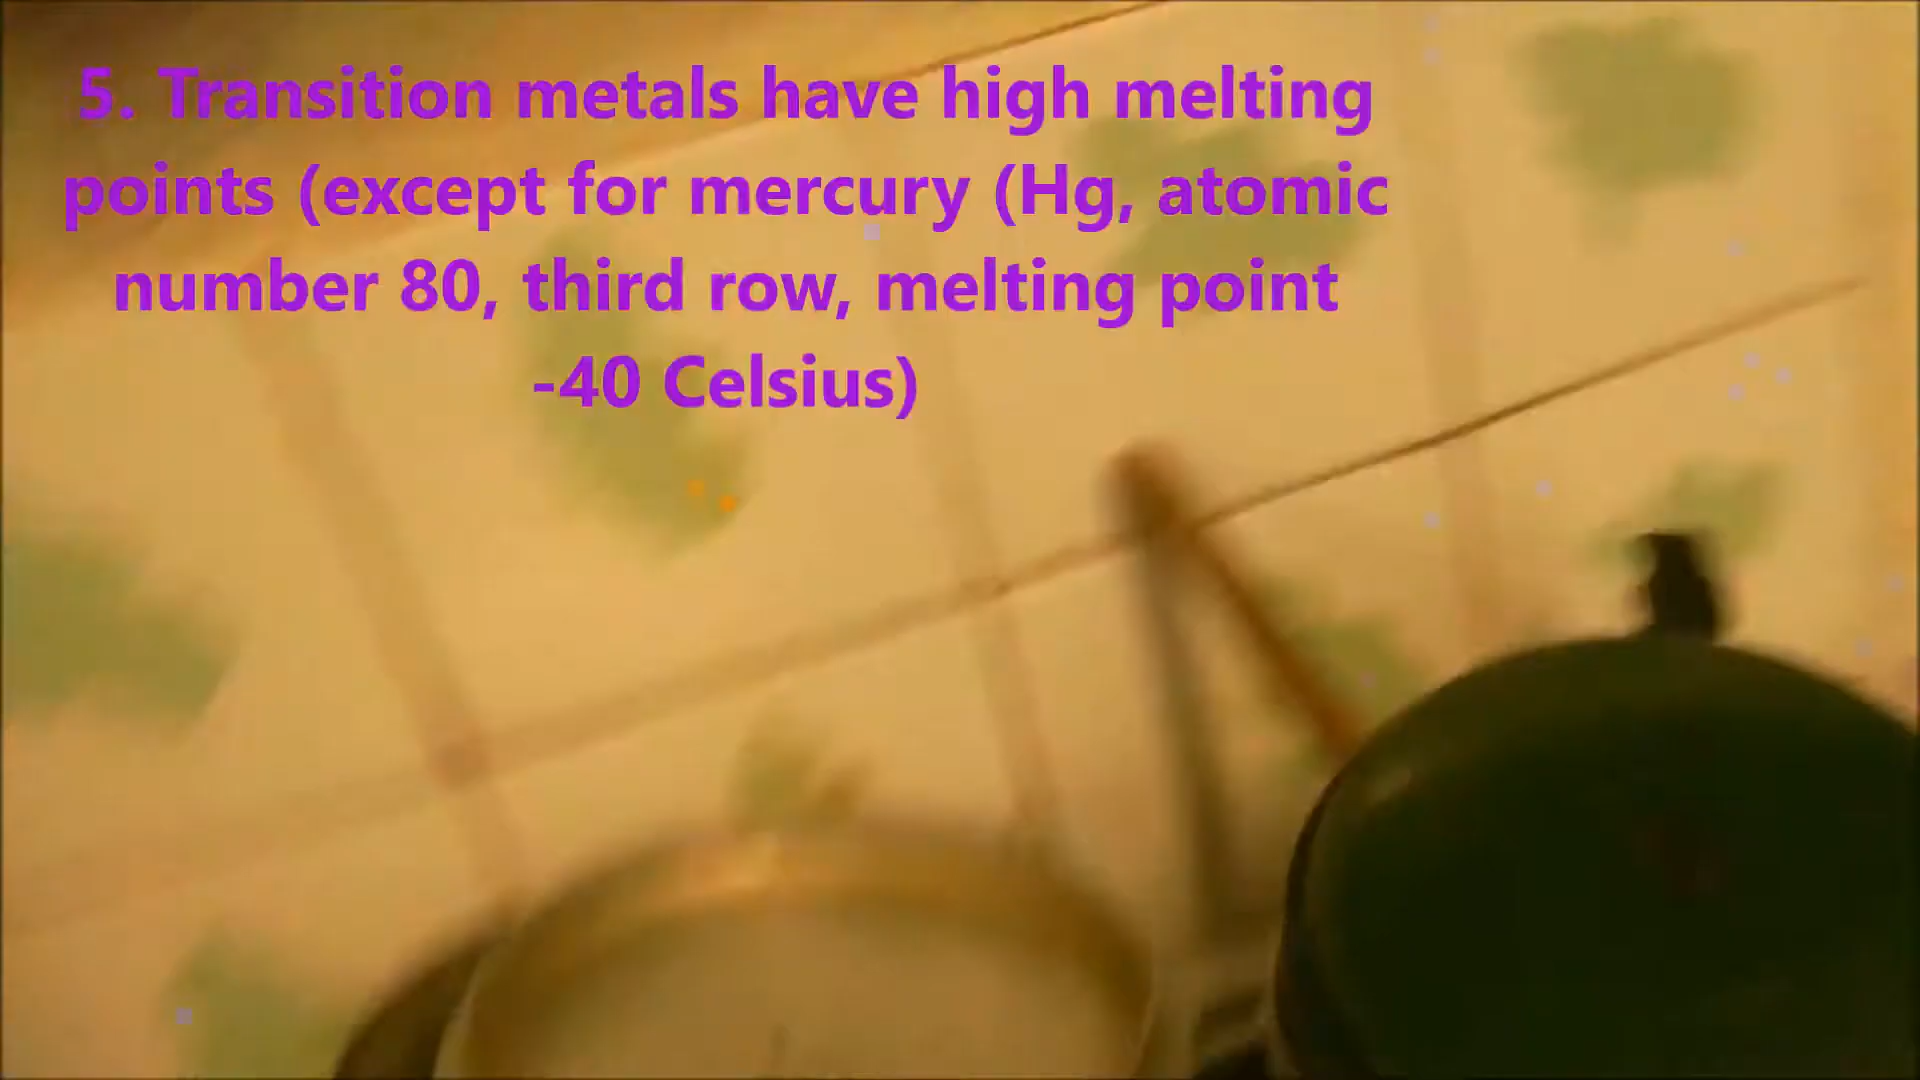 5. Transition metals have high melting
points (except for mercury (Hg, atomic
number 80, third row, melting point
-40 Celsius)